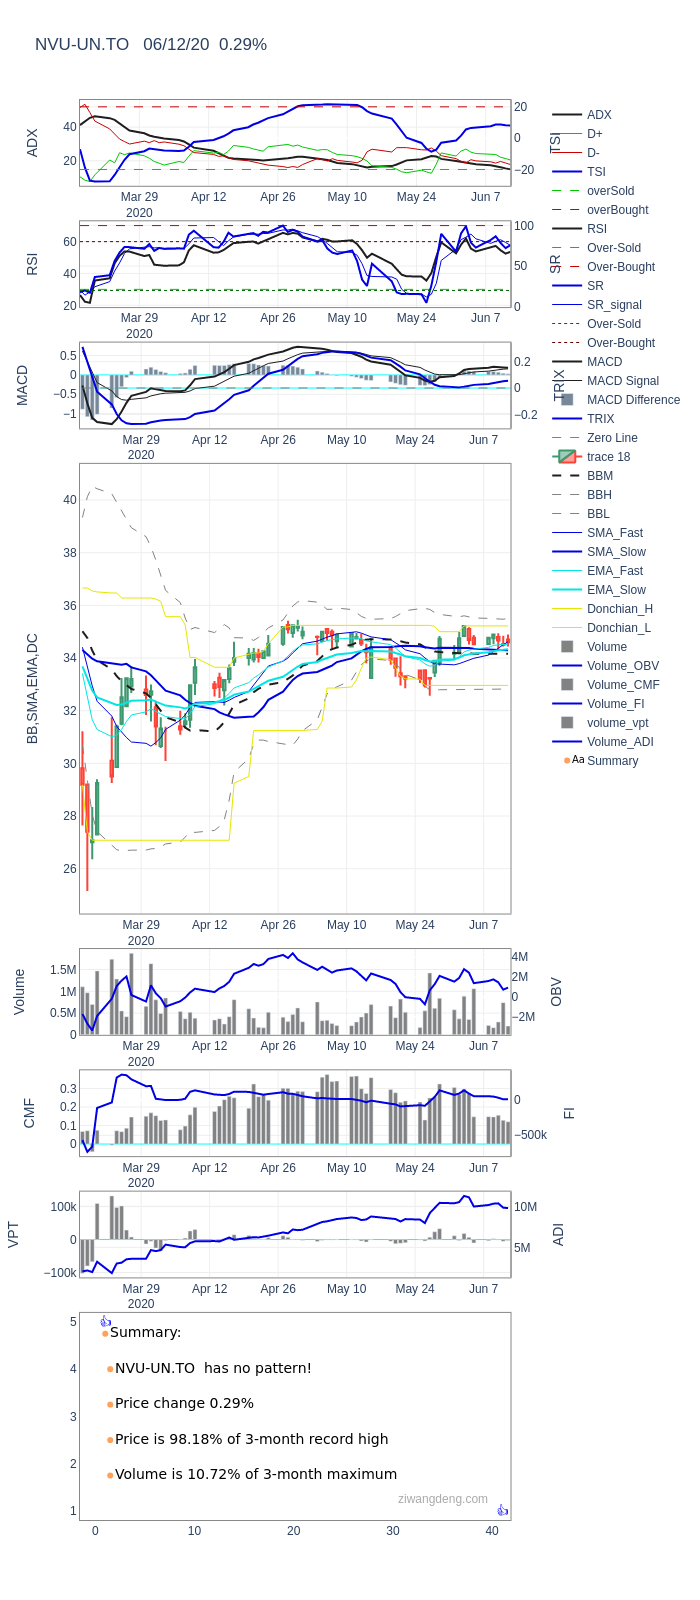 NVU-UN.TO   06/12/20  0.29%
ADX
40
20
20
0
−20
TSI
Mar 29
2020
Apr 12
Apr 26
May 10
May 24
Jun 7
RSI
60
40
20
100
50
0
SR
Mar 29
2020
Apr 12
Apr 26
May 10
May 24
Jun 7
MACD
0.5
0
−0.5
−1
0.2
0
−0.2
TRIX
Mar 29
2020
Apr 12
Apr 26
May 10
May 24
Jun 7
BB,SMA,EMA,DC
40
38
36
34
32
30
28
26
Mar 29
2020
Apr 12
Apr 26
May 10
May 24
Jun 7
Volume
1.5M
1M
0.5M
0
4M
2M
0
−2M
OBV
Mar 29
2020
Apr 12
Apr 26
May 10
May 24
Jun 7
CMF
0.3
0.2
0.1
0
0
−500k
FI
Mar 29
2020
Apr 12
Apr 26
May 10
May 24
Jun 7
VPT
100k
0
−100k
10M
5M
ADI
Mar 29
2020
Apr 12
Apr 26
May 10
May 24
Jun 7
5
4
3
2
1
0
10
20
30
40
👍
Summary:
NVU-UN.TO  has no pattern!
Price change 0.29%
Price is 98.18% of 3-month record high
Volume is 10.72% of 3-month maximum
ziwangdeng.com
👍
ADX
D+
D-
TSI
overSold
overBought
RSI
Over-Sold
Over-Bought
SR
SR_signal
Over-Sold
Over-Bought
MACD
MACD Signal
MACD Difference
TRIX
Zero Line
trace 18
BBM
BBH
BBL
SMA_Fast
SMA_Slow
EMA_Fast
EMA_Slow
Donchian_H
Donchian_L
Volume
Volume_OBV
Volume_CMF
Volume_FI
volume_vpt
Volume_ADI
Aa Summary